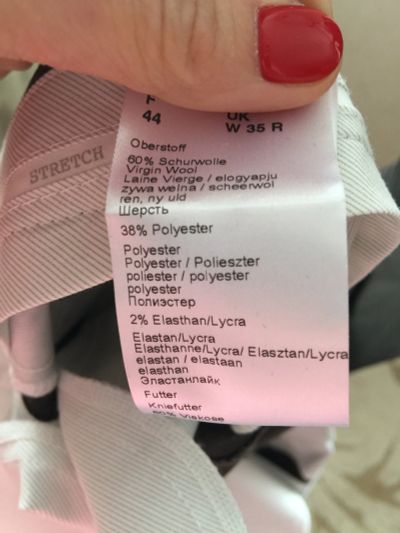 F
UK
44
W 35 R
STRETCH
Oberstoff
60% Schurwolle
Virgin Wool
Laine Vierge / elogyapju
zywa welna / scheerwol
ren, ny uld
Шерсть
38% Polyester
Polyester
Polyester / Polieszter
poliester / polyester
polyester
Полиэстер
2% Elasthan/Lycra
Elastan/Lycra
Elasthanne/Lycra/ Elasztan/Lycra
elastan / elastaan
elasthan
Эластанлайк
Futter
Kniefutter
Viskose